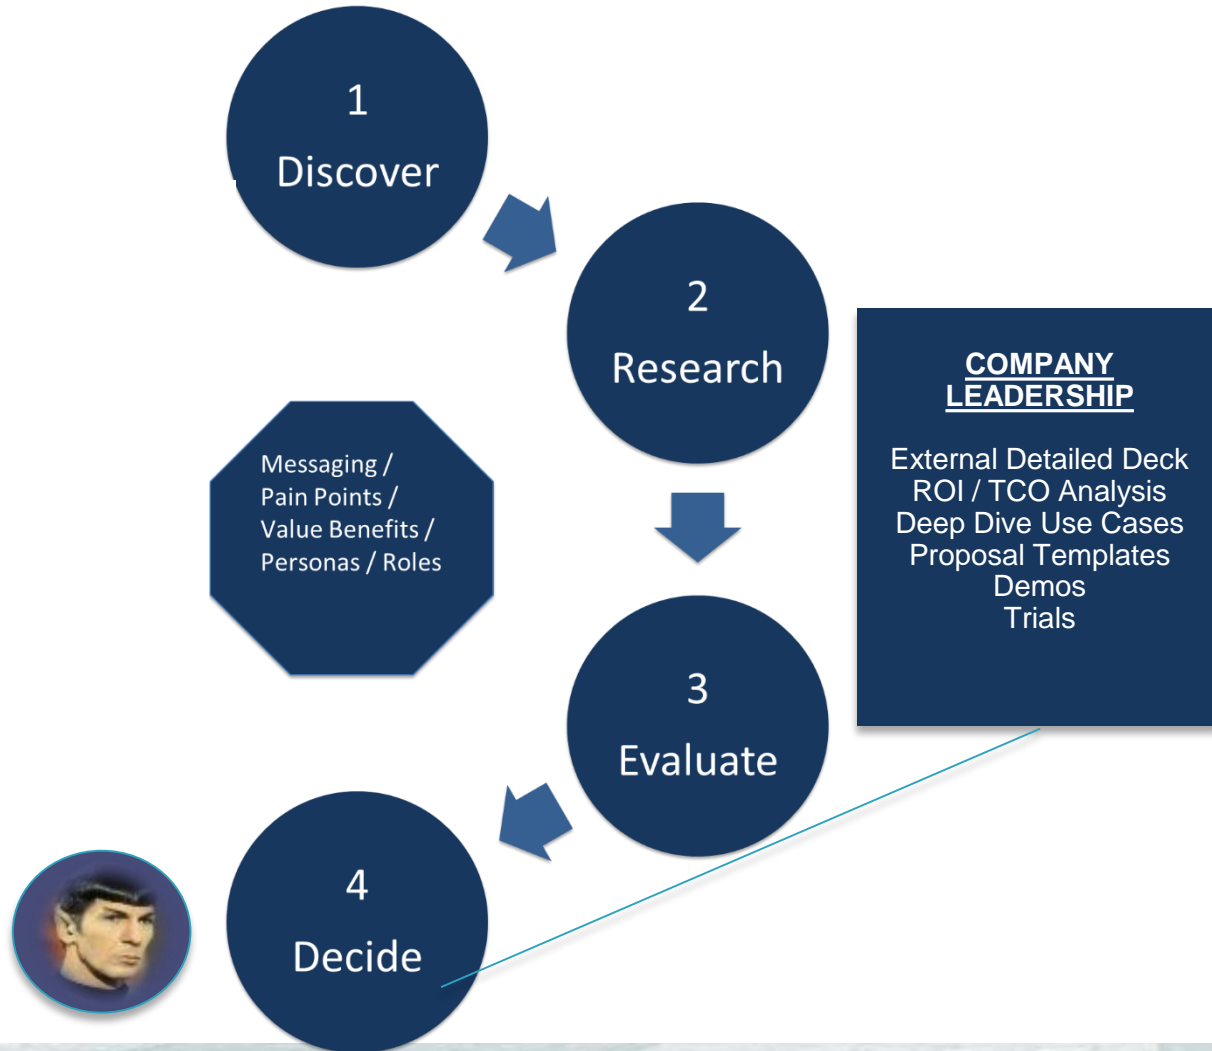 1
Discover
2
Research
COMPANY
LEADERSHIP
External Detailed Deck
ROI / TCO Analysis
Deep Dive Use Cases
Proposal Templates
Demos
Trials
Messaging /
Pain Points /
Value Benefits /
Personas / Roles
3
Evaluate
4
Decide